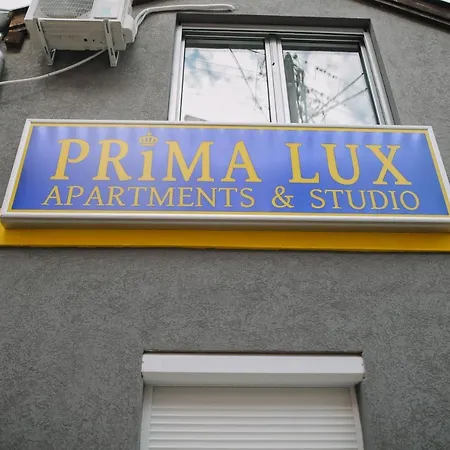 PRiMA LUX
APARTMENTS & STUDIO